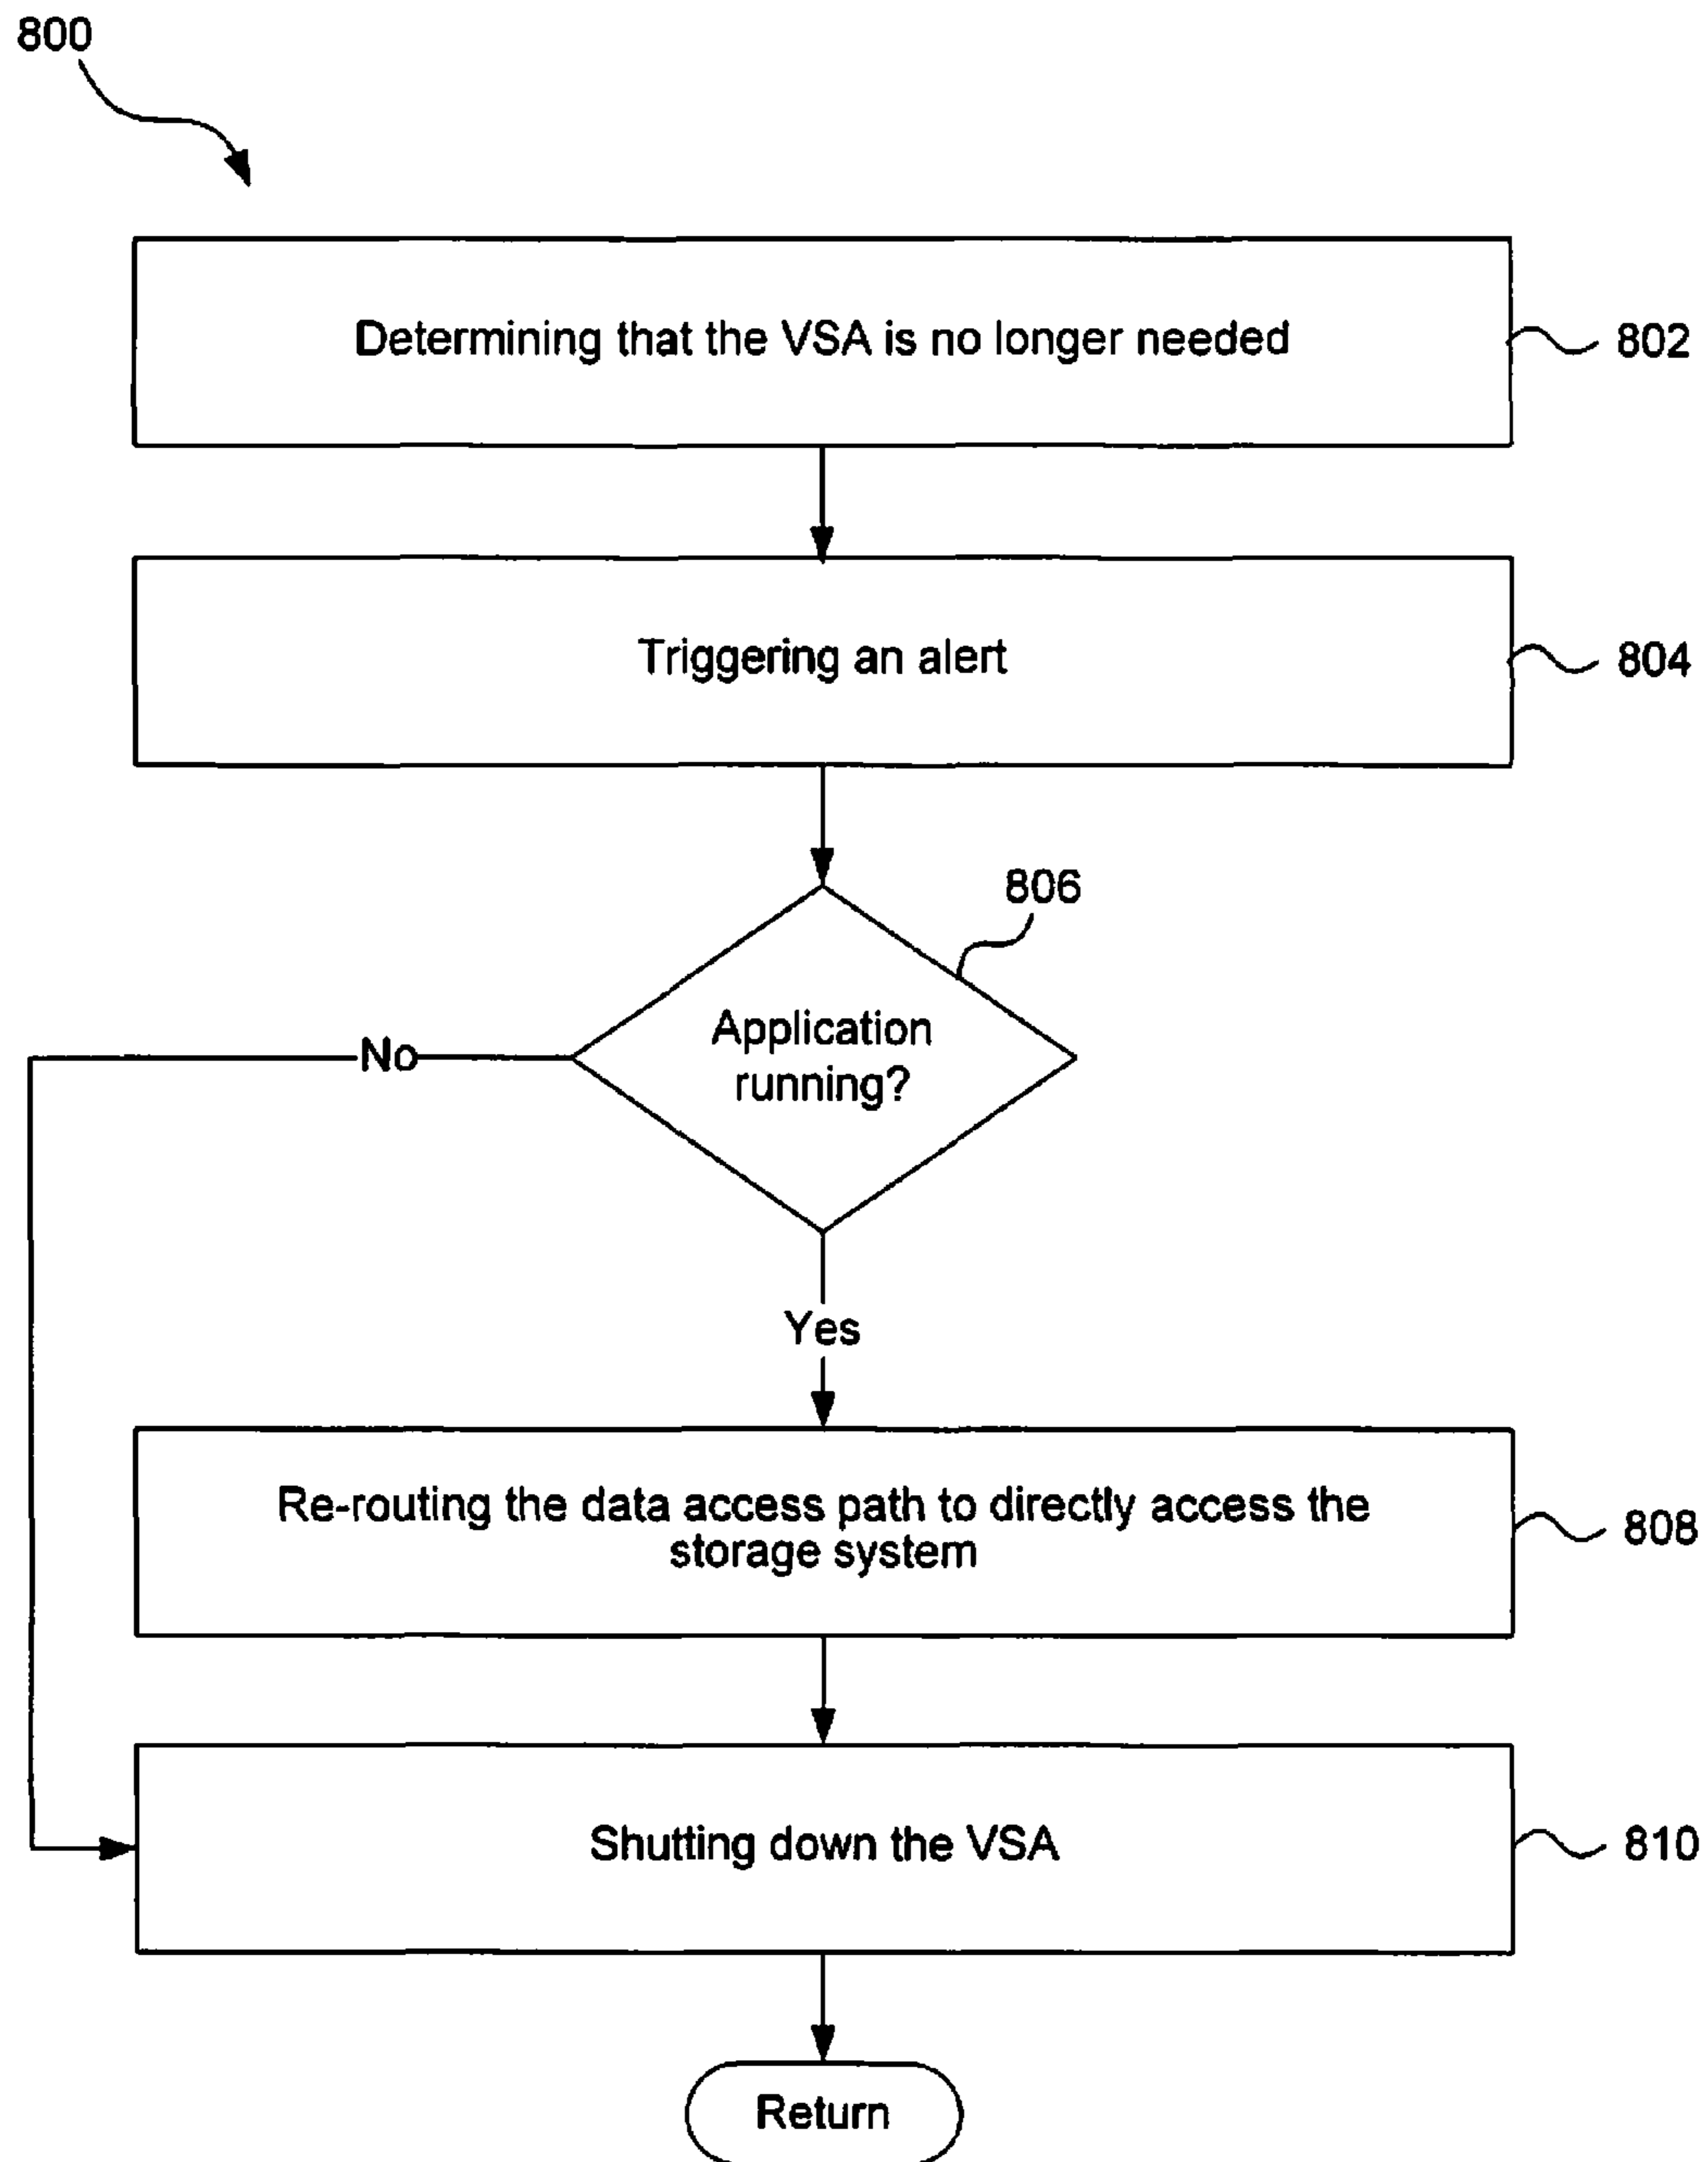 800
Determining that the VSA is no longer needed
802
Triggering an alert
804
806
Application
running?
No
Yes
Re-routing the data access path to directly access the
storage system
808
Shutting down the VSA
810
Return